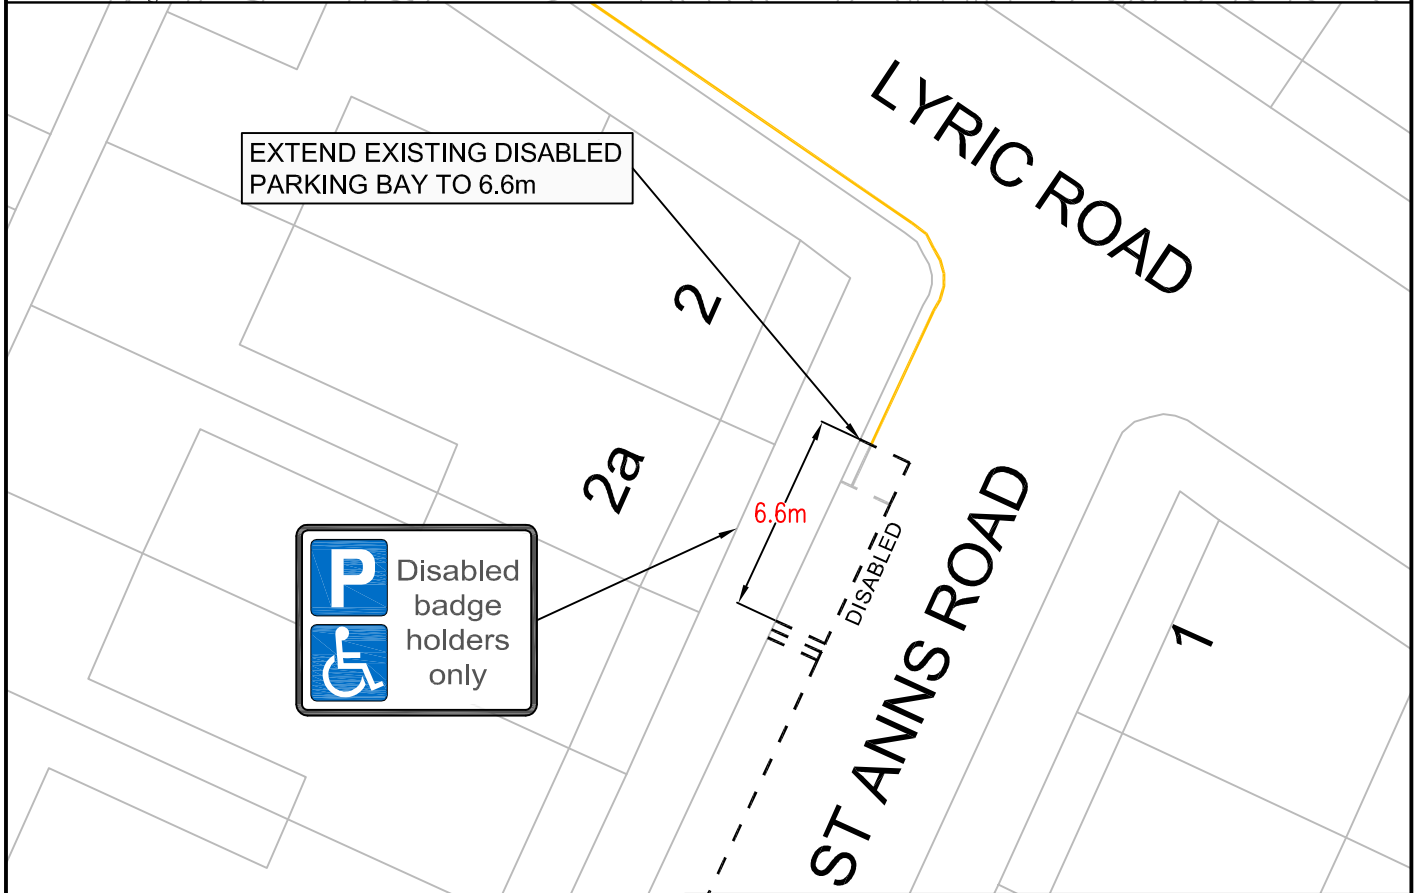 LYRIC ROAD
EXTEND EXISTING DISABLED
PARKING BAY TO 6.6m
2
2a
6.6m
DISABLED
P
Disabled
badge
holders
only
ST ANNS ROAD
1